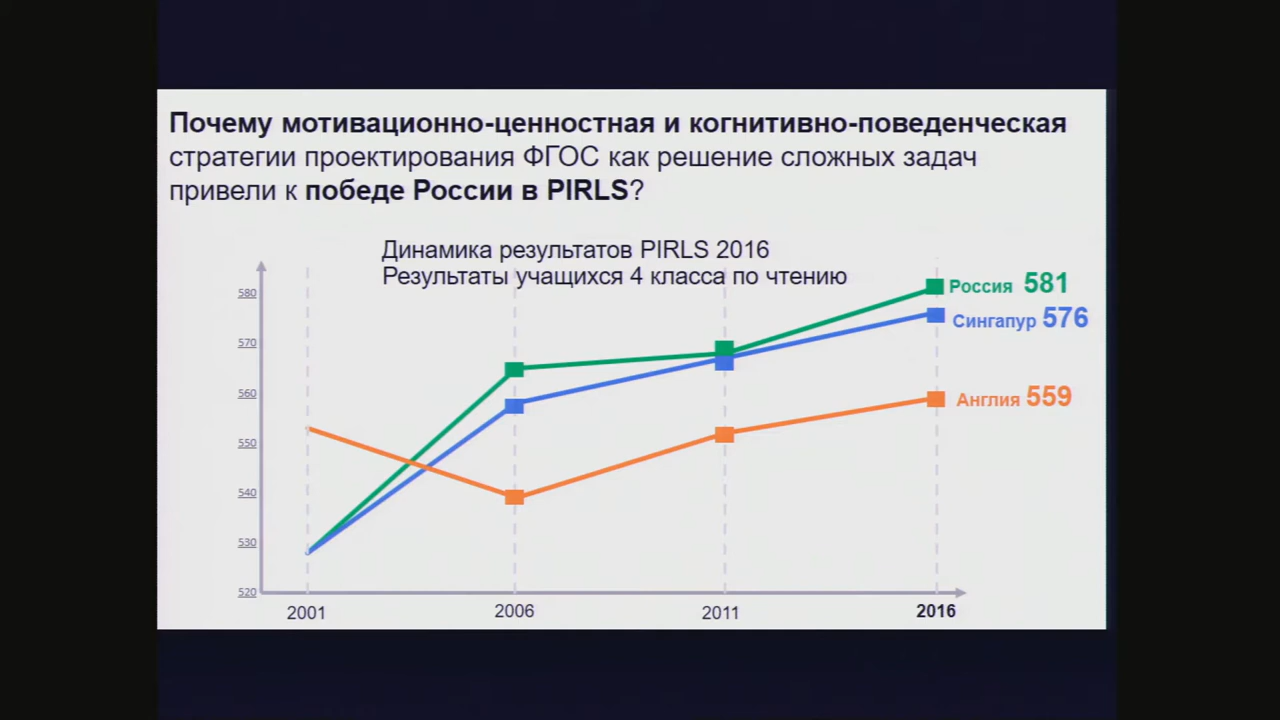 Почему мотивационно-ценностная и когнитивно-поведенческая
стратегии проектирования ФГОС как решение сложных задач
привели к победе России в PIRLS?
Динамика результатов PIRLS 2016
Результаты учащихся 4 класса по чтению
580
570
560
550
540
530
520
Россия 581
Сингапур 576
Англия 559
2001
2006
2011
2016